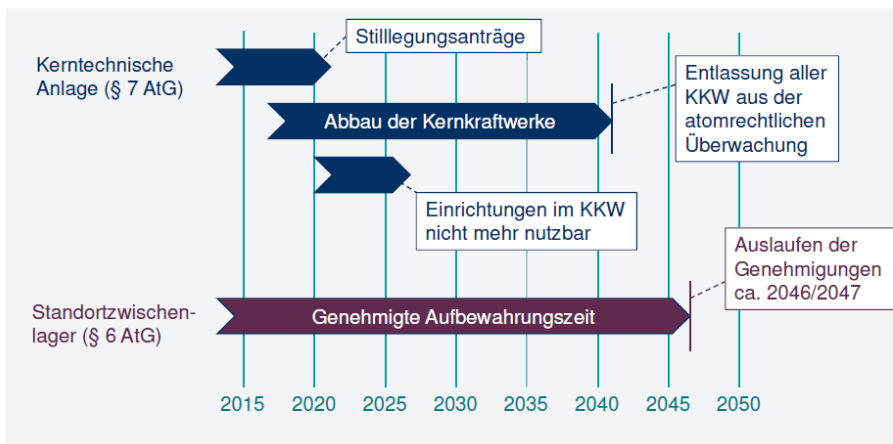 Stilllegungsanträge
Kerntechnische
Anlage (§ 7 AtG)
Entlassung aller
KKW aus der
atomrechtlichen
Überwachung
Abbau der Kernkraftwerke
Einrichtungen im KKW
nicht mehr nutzbar
Auslaufen der
Genehmigungen
ca. 2046/2047
Standortzwischen-
lager (§ 6 AtG)
Genehmigte Aufbewahrungszeit
2015 2020 2025 2030 2035 2040 2045 2050